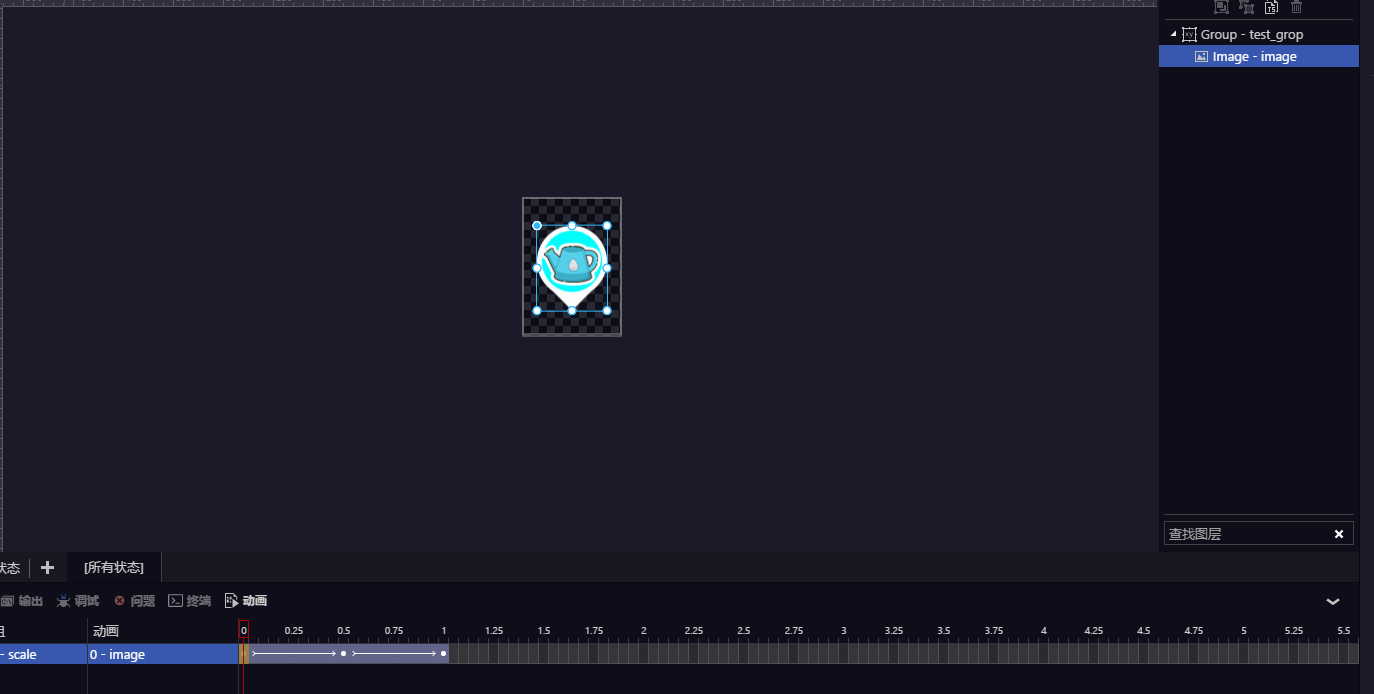 Group - test_grop
Image - image
查找图层
状态
[所有状态]
输出 调试 问题 终端 动画
组 动画 0 0.25 0.5 0.75 1 1.25 1.5 1.75 2 2.25 2.5 2.75 3 3.25 3.5 3.75 4 4.25 4.5 4.75 5 5.25 5.5
- scale 0 - image